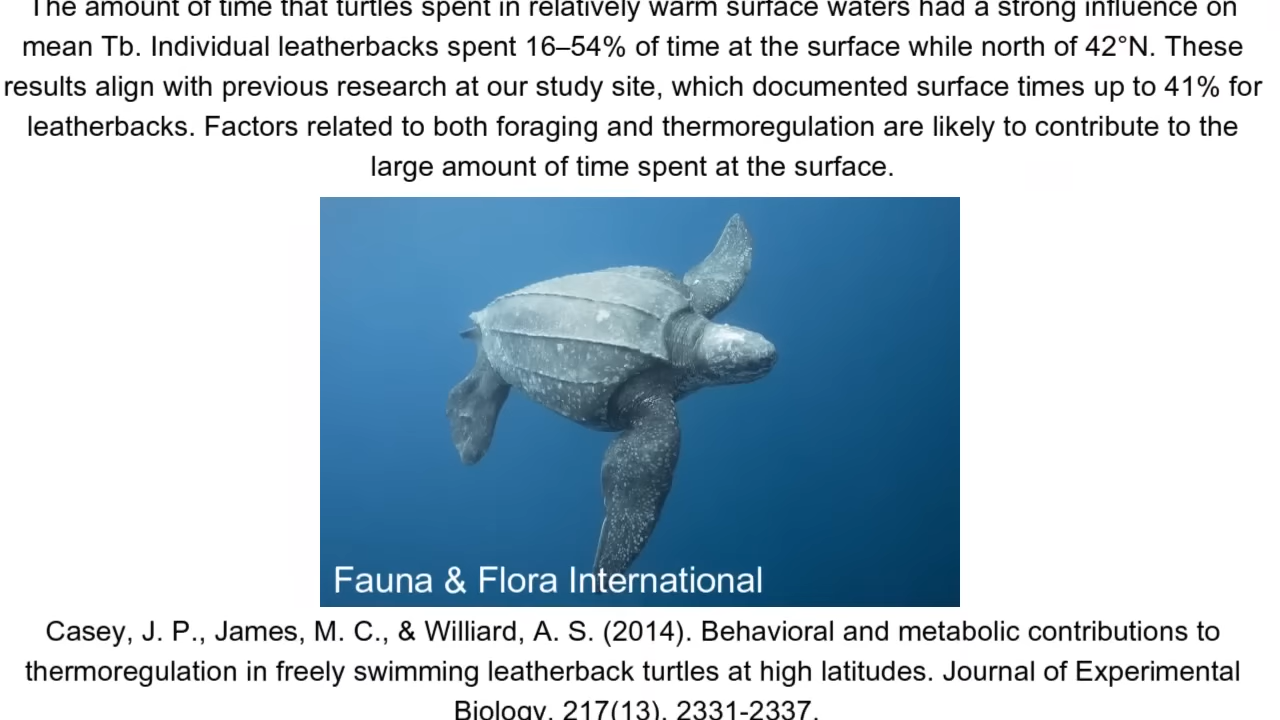 The amount of time that turtles spent in relatively warm surface waters had a strong influence on
mean Tb. Individual leatherbacks spent 16–54% of time at the surface while north of 42°N. These
results align with previous research at our study site, which documented surface times up to 41% for
leatherbacks. Factors related to both foraging and thermoregulation are likely to contribute to the
large amount of time spent at the surface.
Fauna & Flora International
Casey, J. P., James, M. C., & Williard, A. S. (2014). Behavioral and metabolic contributions to
thermoregulation in freely swimming leatherback turtles at high latitudes. Journal of Experimental
Biology, 217(13), 2331-2337.